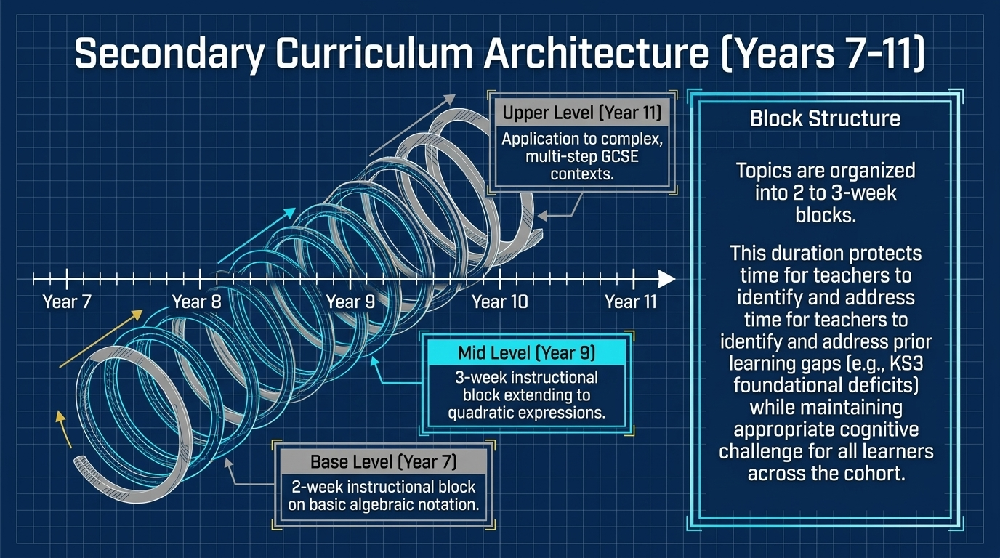 Secondary Curriculum Architecture (Years 7-11)
Upper Level (Year 11)
Application to complex,
multi-step GCSE
contexts.
Year 7
Year 8
Year 9
Year 10
Year 11
Mid Level (Year 9)
3-week instructional
block extending to
quadratic expressions.
Base Level (Year 7)
2-week instructional block
on basic algebraic notation.
Block Structure
Topics are organized
into 2 to 3-week
blocks.
This duration protects
time for teachers to
identify and address
time for teachers to
identify and address prior
learning gaps (e.g., KS3
foundational deficits)
while maintaining
appropriate cognitive
challenge for all learners
across the cohort.